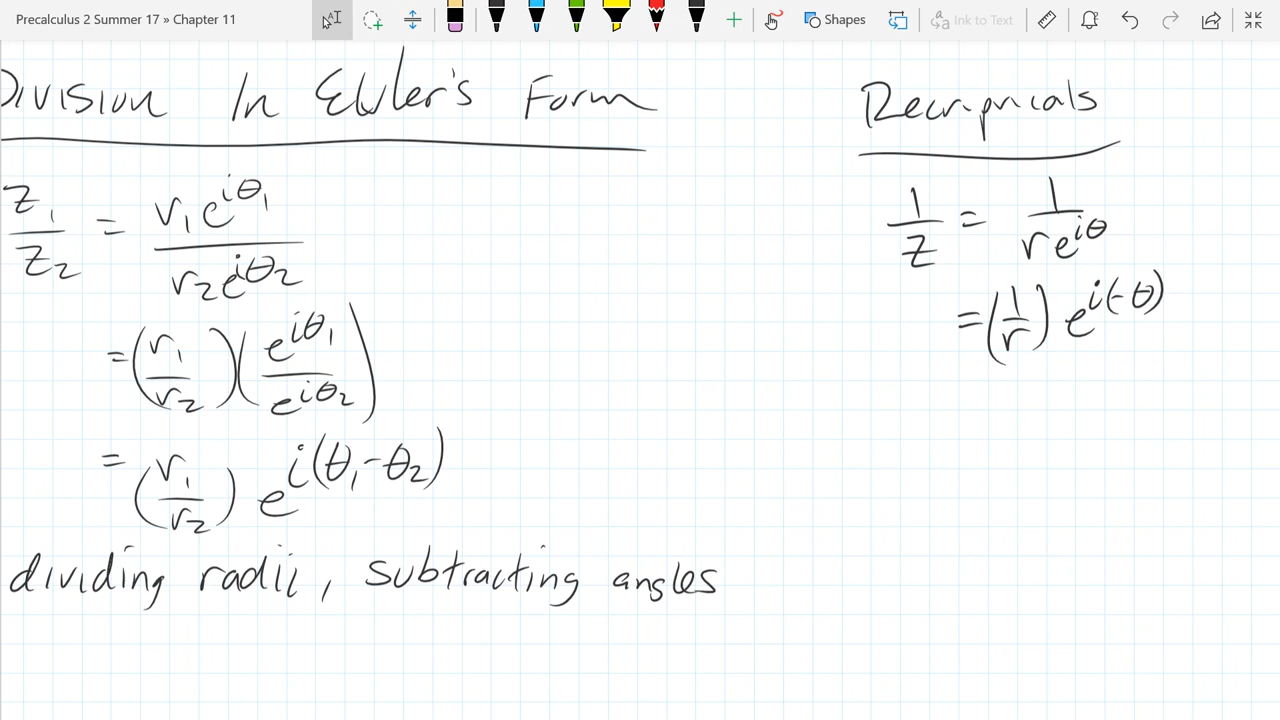 Precalculus 2 Summer 17 » Chapter 11
Shapes
Ink to Text
Division In Euler's Form
z₁/z₂ = r₁e^{iθ₁}/r₂e^{iθ₂}
=(r₁/r₂)(e^{iθ₁}/e^{iθ₂})
= (r₁/r₂) e^{i(θ₁-θ₂)}
dividing radii, subtracting angles
Recripricals
1/z = 1/re^{iθ}
=(1/r) e^{i(-θ)}